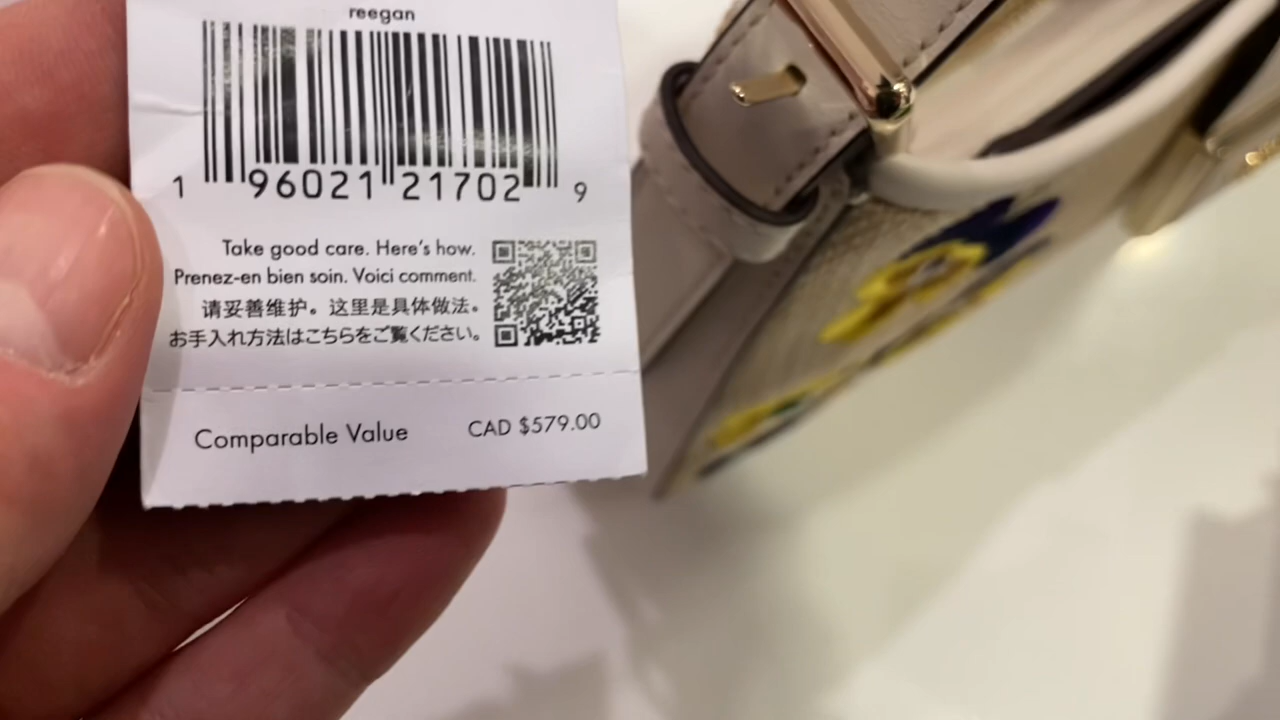 reegan
1 96021 21702 9
Take good care. Here's how.
Prenez-en bien soin. Voici comment.
请妥善维护。这里是具体做法。
お手入れ方法はこちらをご覧ください。
Comparable Value CAD $579.00